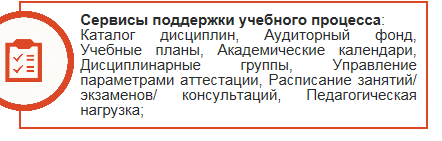 Сервисы поддержки учебного процесса:
Каталог дисциплин, Аудиторный фонд,
Учебные планы, Академические календари,
Дисциплинарные группы, Управление
параметрами аттестации, Расписание занятий/
экзаменов/ консультаций, Педагогическая
нагрузка;